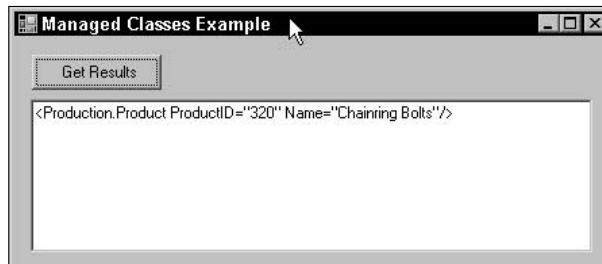 Managed Classes Example
Get Results
<Production.Product ProductID="320" Name="Chainring Bolts"/>